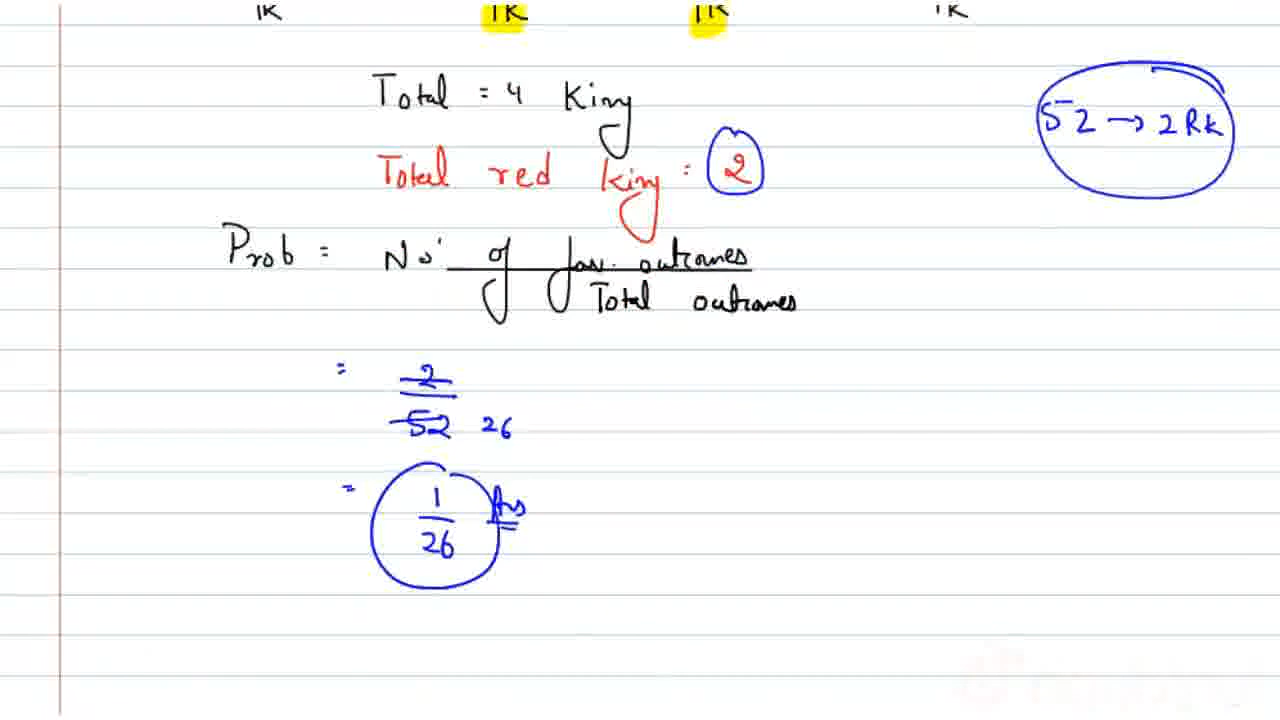 1K 1K 1K 1K
Total = 4 King
52 → 2 RK
Total red king = 2
Prob = No. of fav. outcomes
Total outcomes
= 2
52 26
= 1 Ans
26